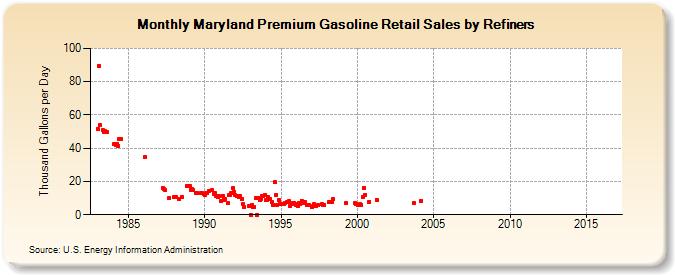 Monthly Maryland Premium Gasoline Retail Sales by Refiners
Thousand Gallons per Day
100
80
60
40
20
0
1985 1990 1995 2000 2005 2010 2015
Source: U.S. Energy Information Administration